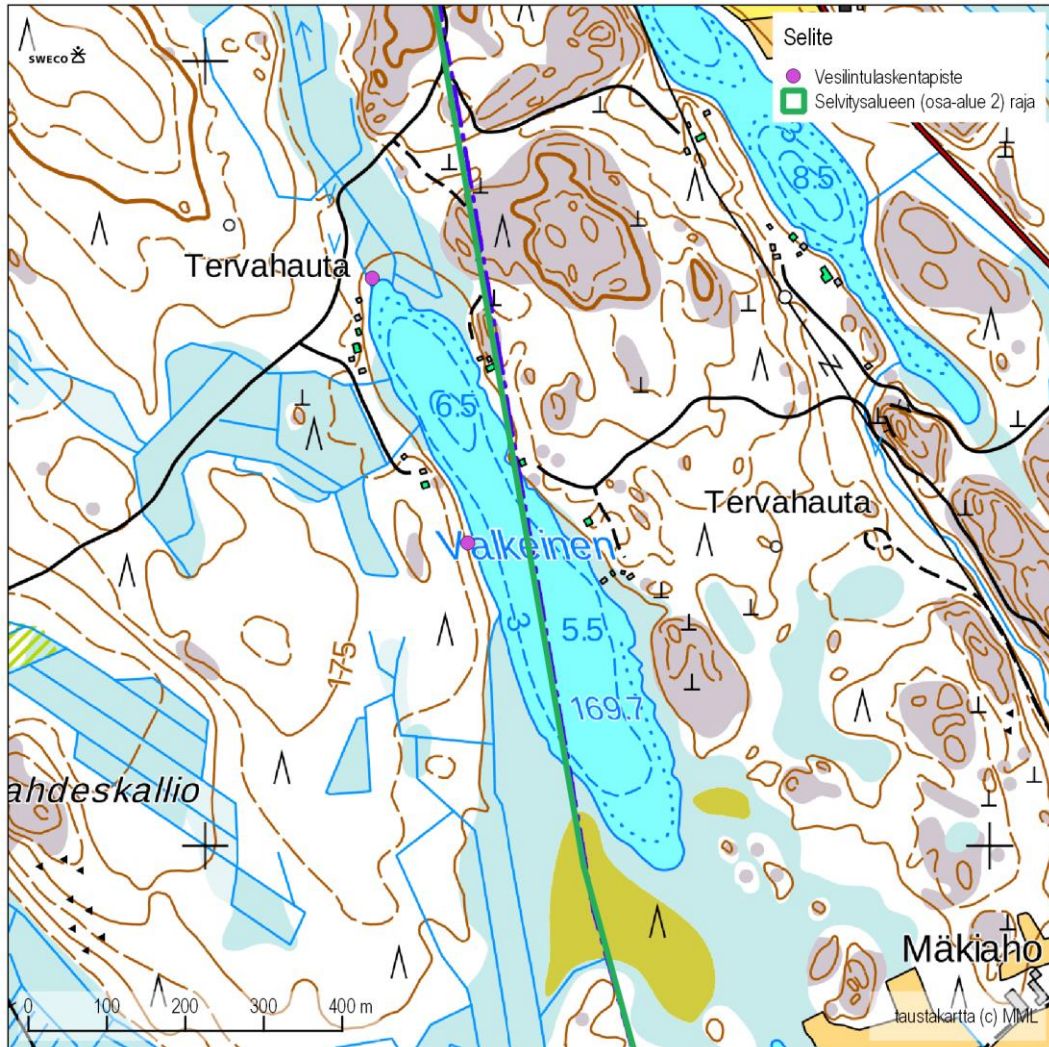 SWECO
Selite
Vesilintulaskentapiste
Selvitysalueen (osa-alue 2) raja
3
8.5
Tervahauta
6.5
Tervahauta
Valkeinen
3
5.5
175
169.7
ahdeskallio
Mäkiaho
0 100 200 300 400 m
taustakartta (c) MML